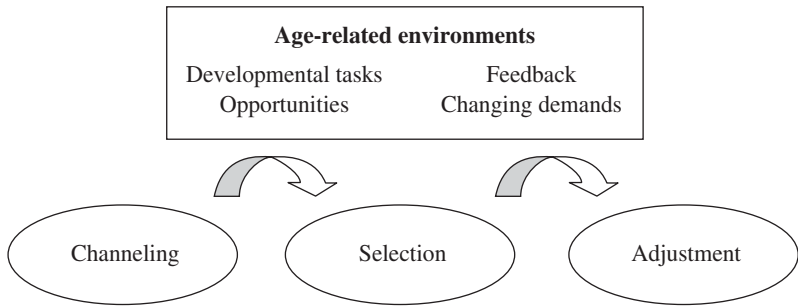 Age-related environments
Developmental tasks Feedback
Opportunities Changing demands
Channeling Selection Adjustment